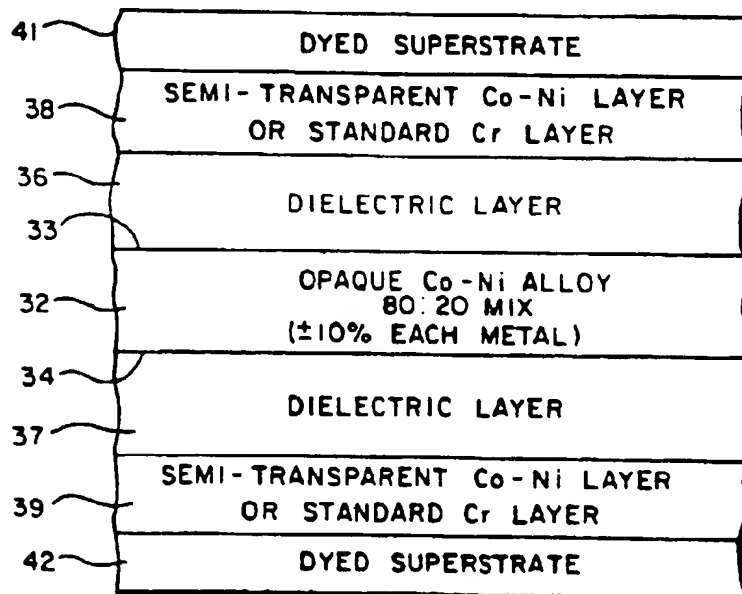 41
DYED SUPERSTRATE
38
SEMI-TRANSPARENT Co-Ni LAYER
OR STANDARD Cr LAYER
36
DIELECTRIC LAYER
33
32
OPAQUE Co-Ni ALLOY
80:20 MIX
(±10% EACH METAL)
34
DIELECTRIC LAYER
37
SEMI-TRANSPARENT Co-Ni LAYER
39
OR STANDARD Cr LAYER
42
DYED SUPERSTRATE